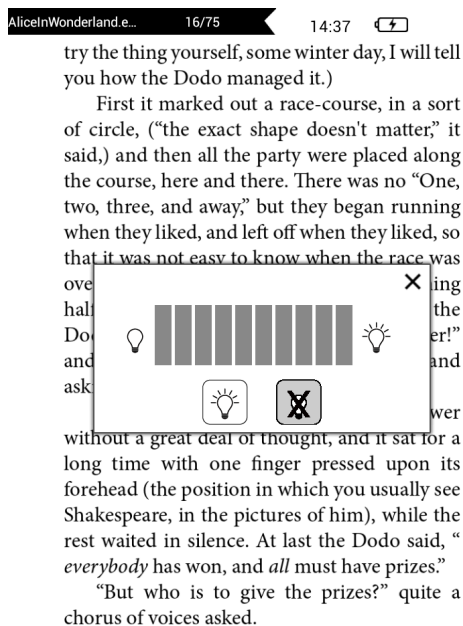 AliceInWonderland.e... 16/75 14:37
try the thing yourself, some winter day, I will tell
you how the Dodo managed it.)
First it marked out a race-course, in a sort
of circle, (“the exact shape doesn't matter,” it
said,) and then all the party were placed along
the course, here and there. There was no “One,
two, three, and away,” but they began running
when they liked, and left off when they liked, so
that it was not easy to know when the race was
ove ning
half the
Do er!”
and and
ask
wer
without a great deal of thought, and it sat for a
long time with one finger pressed upon its
forehead (the position in which you usually see
Shakespeare, in the pictures of him), while the
rest waited in silence. At last the Dodo said, “
everybody has won, and all must have prizes.”
“But who is to give the prizes?” quite a
chorus of voices asked.